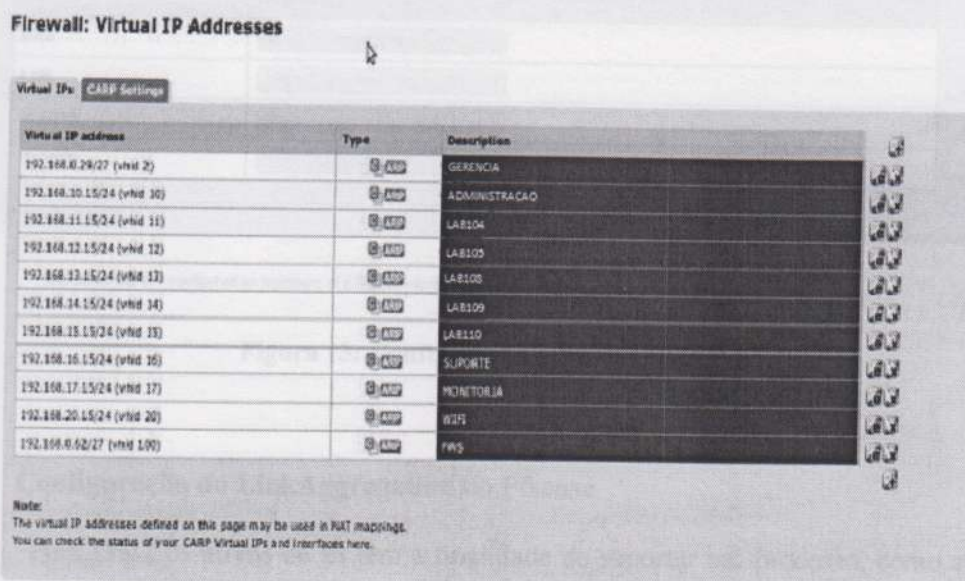 Firewall: Virtual IP Addresses
Virtual IPs CARP Settings
Virtual IP address Type Description
192.168.0.29/27 (vhid 2) CARP GERENCIA
192.168.10.15/24 (vhid 10) CARP ADMINISTRACAO
192.168.11.15/24 (vhid 11) CARP LAB104
192.168.12.15/24 (vhid 12) CARP LAB105
192.168.13.15/24 (vhid 13) CARP LAB108
192.168.14.15/24 (vhid 14) CARP LAB109
192.168.15.15/24 (vhid 15) CARP LAB110
192.168.16.15/24 (vhid 16) CARP SUPORTE
192.168.17.15/24 (vhid 17) CARP MONITORIA
192.168.20.15/24 (vhid 20) CARP WIFI
192.168.0.62/27 (vhid 100) CARP FWS
Configuração do Link Aggregation
Note:
The virtual IP addresses defined on this page may be used in NAT mappings.
You can check the status of your CARP Virtual IPs and interfaces here.